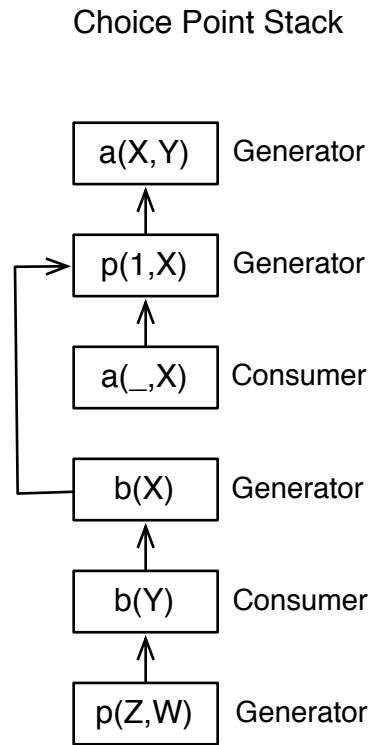 Choice Point Stack
a(X,Y) Generator
p(1,X) Generator
a(_,X) Consumer
b(X) Generator
b(Y) Consumer
p(Z,W) Generator